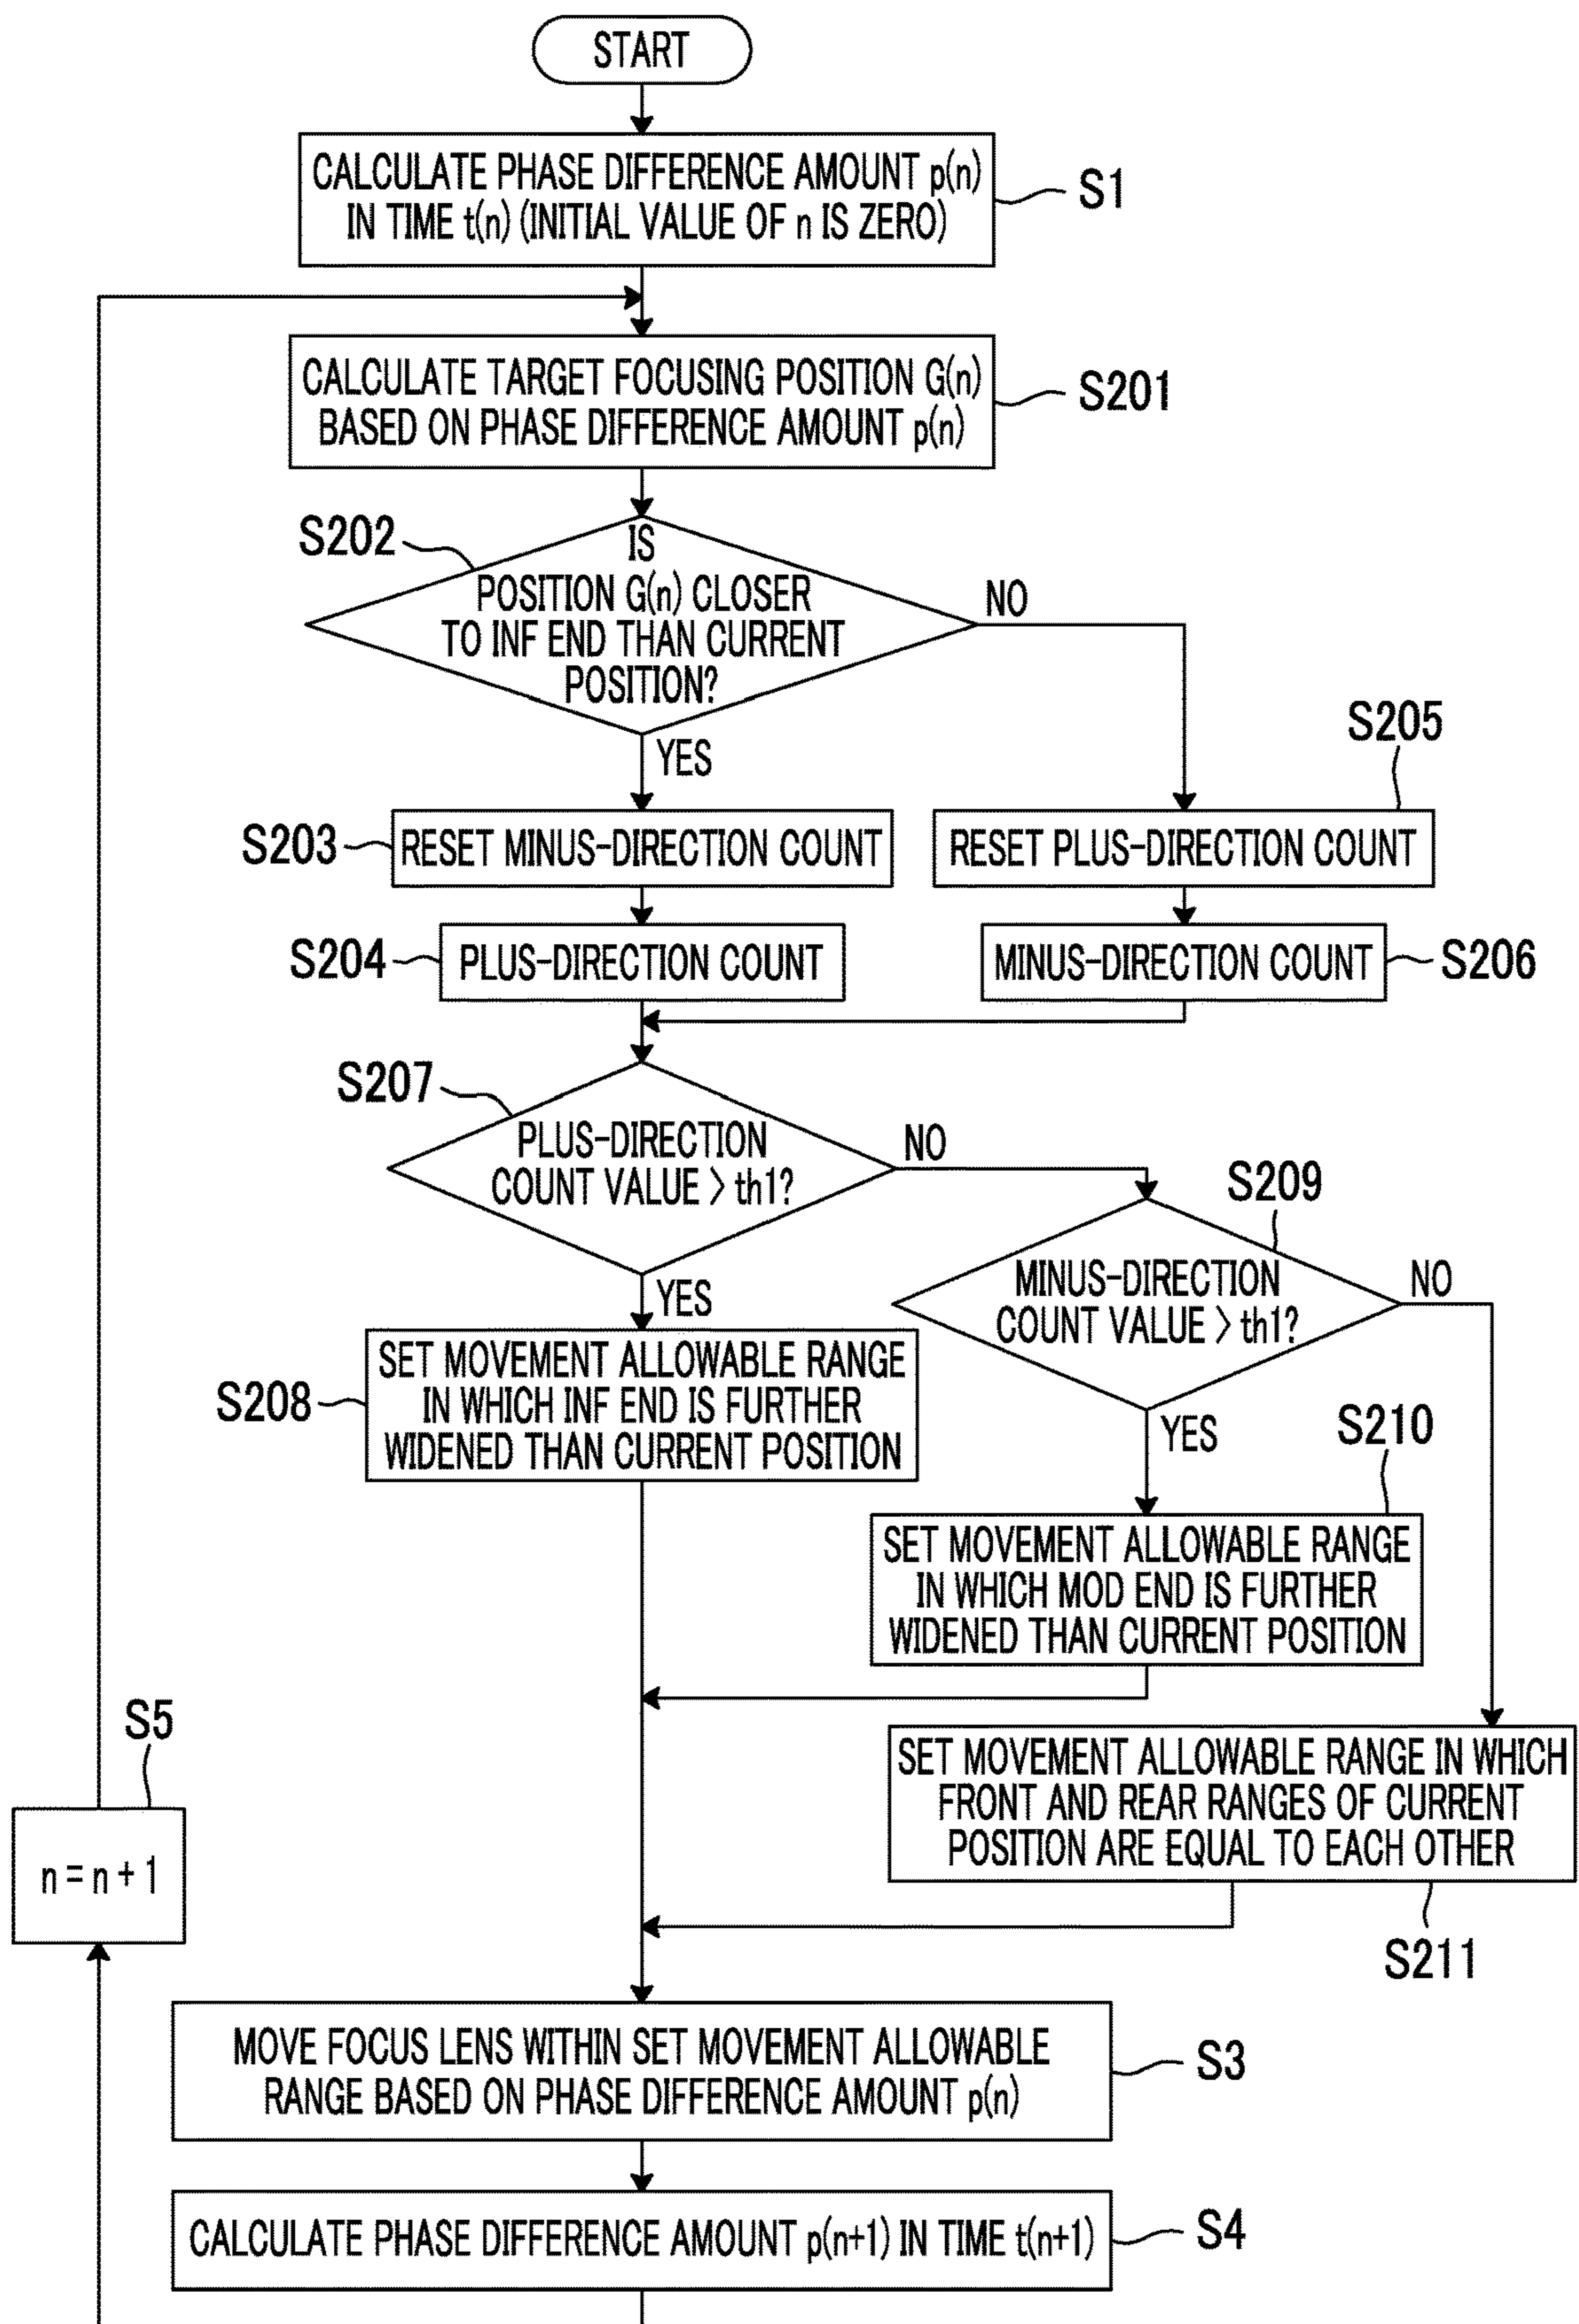 START
CALCULATE PHASE DIFFERENCE AMOUNT p(n)
IN TIME t(n) (INITIAL VALUE OF n IS ZERO)
S1
CALCULATE TARGET FOCUSING POSITION G(n)
BASED ON PHASE DIFFERENCE AMOUNT p(n)
S201
S202
IS
POSITION G(n) CLOSER
TO INF END THAN CURRENT
POSITION?
NO
YES
S205
S203
RESET MINUS-DIRECTION COUNT
RESET PLUS-DIRECTION COUNT
S204
PLUS-DIRECTION COUNT
MINUS-DIRECTION COUNT
S206
S207
PLUS-DIRECTION
COUNT VALUE > th1?
NO
YES
S209
MINUS-DIRECTION
COUNT VALUE > th1?
NO
YES
S208
SET MOVEMENT ALLOWABLE RANGE
IN WHICH INF END IS FURTHER
WIDENED THAN CURRENT POSITION
S210
SET MOVEMENT ALLOWABLE RANGE
IN WHICH MOD END IS FURTHER
WIDENED THAN CURRENT POSITION
S5
n = n + 1
SET MOVEMENT ALLOWABLE RANGE IN WHICH
FRONT AND REAR RANGES OF CURRENT
POSITION ARE EQUAL TO EACH OTHER
S211
MOVE FOCUS LENS WITHIN SET MOVEMENT ALLOWABLE
RANGE BASED ON PHASE DIFFERENCE AMOUNT p(n)
S3
CALCULATE PHASE DIFFERENCE AMOUNT p(n+1) IN TIME t(n+1)
S4